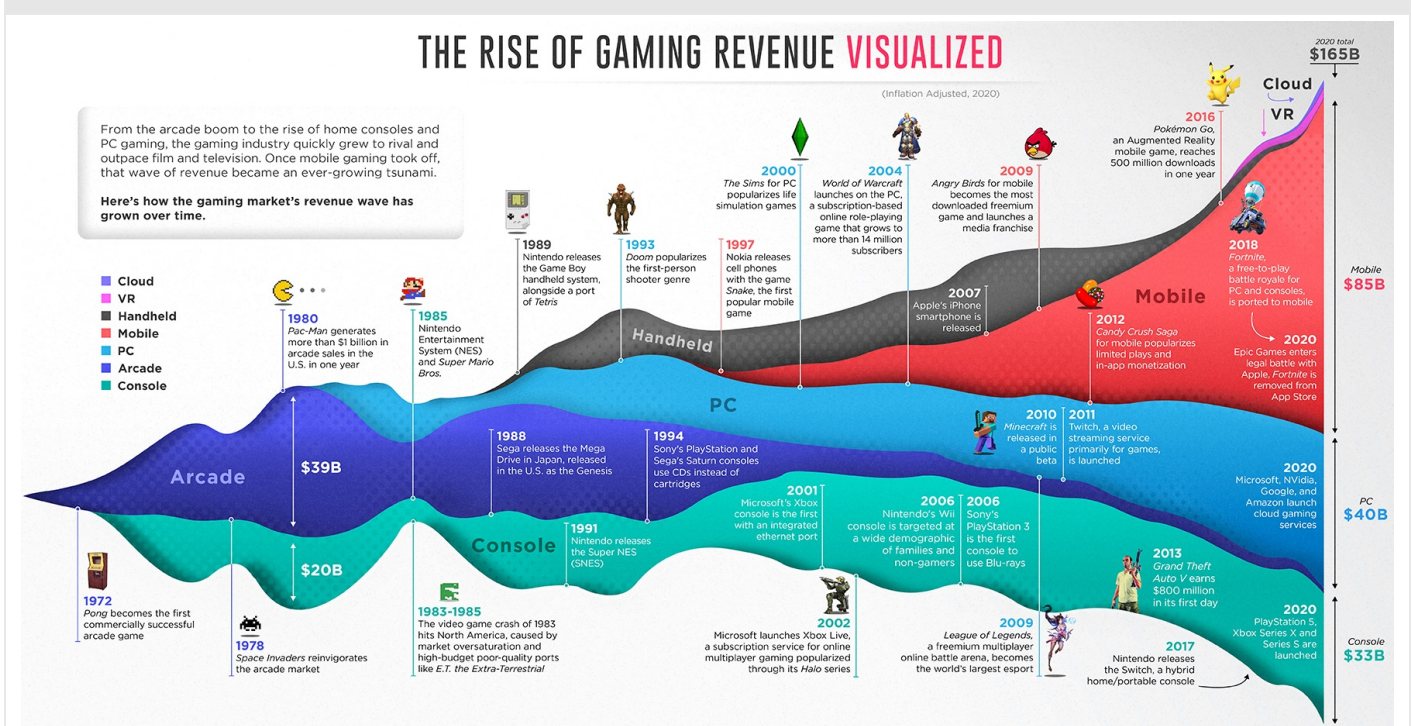 THE RISE OF GAMING REVENUE VISUALIZED
(Inflation Adjusted, 2020)
2020 total
$165B
From the arcade boom to the rise of home consoles and
PC gaming, the gaming industry quickly grew to rival and
outpace film and television. Once mobile gaming took off,
that wave of revenue became an ever-growing tsunami.
Here's how the gaming market's revenue wave has
grown over time.
Cloud
VR
Handheld
Mobile
PC
Arcade
Console
1980
Pac-Man generates
more than $1 billion in
arcade sales in the
U.S. in one year
1985
Nintendo
Entertainment
System (NES)
and Super Mario
Bros.
1989
Nintendo releases
the Game Boy
handheld system,
alongside a port
of Tetris
1993
Doom popularizes
the first-person
shooter genre
1997
Nokia releases
cell phones
with the game
Snake, the first
popular mobile
game
2000
The Sims for PC
popularizes life
simulation games
2004
World of Warcraft
launches on the PC,
a subscription-based
online role-playing
game that grows to
more than 14 million
subscribers
2009
Angry Birds for mobile
becomes the most
downloaded freemium
game and launches a
media franchise
2016
Pokémon Go,
an Augmented Reality
mobile game, reaches
500 million downloads
in one year
Cloud
VR
2018
Fortnite,
a free-to-play
battle royale for
PC and consoles,
is ported to mobile
2020
Epic Games enters
legal battle with
Apple, Fortnite is
removed from
App Store
2007
Apple's iPhone
smartphone is
released
2012
Candy Crush Saga
for mobile popularizes
limited plays and
in-app monetization
Handheld
Mobile
Mobile
$85B
PC
2010
Minecraft is
released in
a public
beta
2011
Twitch, a video
streaming service
primarily for games,
is launched
2020
Microsoft, NVidia,
Google, and
Amazon launch
cloud gaming
services
PC
$40B
Arcade
$39B
1988
Sega releases the Mega
Drive in Japan, released
in the U.S. as the Genesis
1994
Sony's PlayStation and
Sega's Saturn consoles
use CDs instead of
cartridges
2001
Microsoft's Xbox
console is the first
with an integrated
ethernet port
2006
Nintendo's Wii
console is targeted at
a wide demographic
of families and
non-gamers
2006
Sony's
PlayStation 3
is the first
console to
use Blu-rays
Console
$20B
1991
Nintendo releases
the Super NES
(SNES)
2013
Grand Theft
Auto V earns
$800 million
in its first day
2020
PlayStation 5,
Xbox Series X and
Series S are
launched
Console
$33B
1972
Pong becomes the first
commercially successful
arcade game
1978
Space Invaders reinvigorates
the arcade market
1983-1985
The video game crash of 1983
hits North America, caused by
market oversaturation and
high-budget poor-quality ports
like E.T. the Extra-Terrestrial
2002
Microsoft launches Xbox Live,
a subscription service for online
multiplayer gaming popularized
through its Halo series
2009
League of Legends,
a freemium multiplayer
online battle arena, becomes
the world's largest esport
2017
Nintendo releases
the Switch, a hybrid
home/portable console